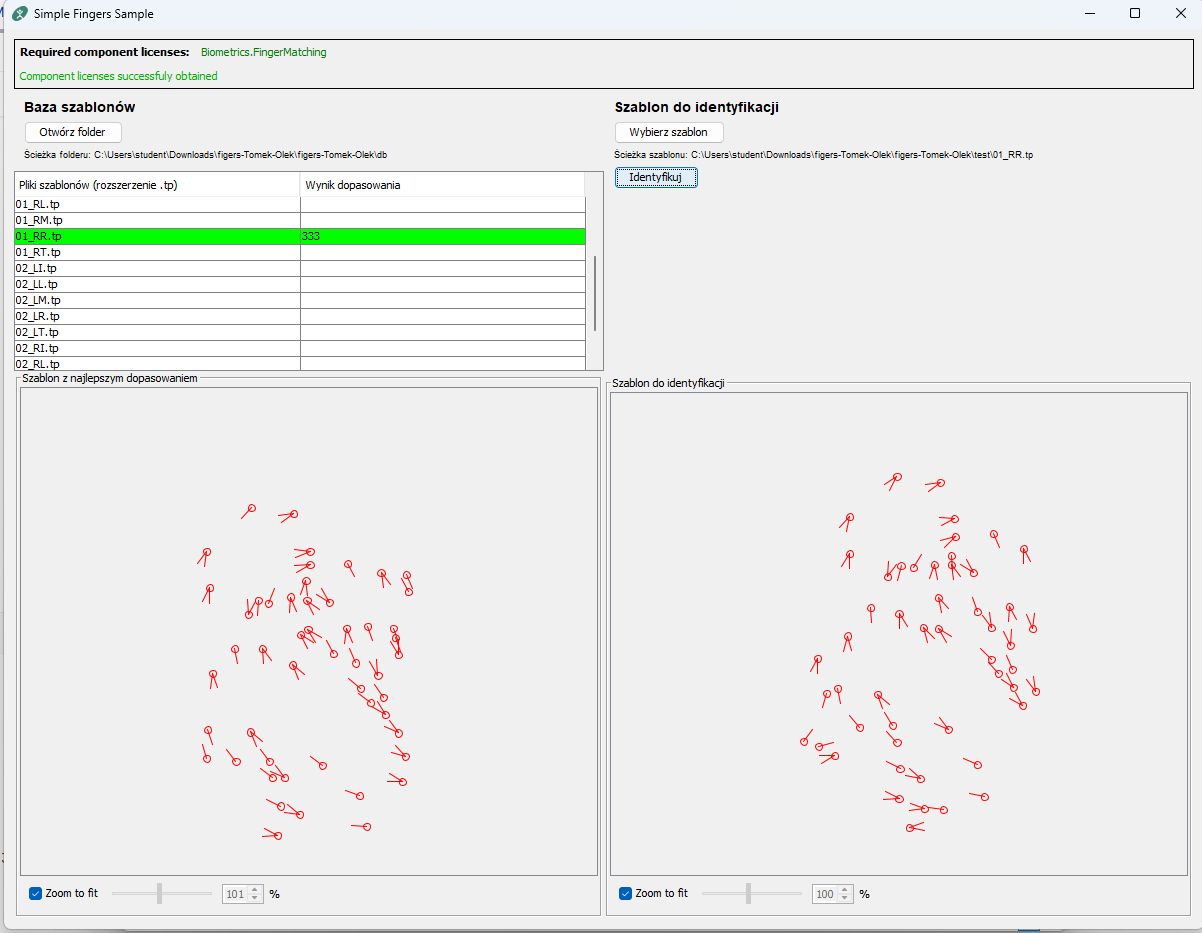 Simple Fingers Sample
Required component licenses: Biometrics.FingerMatching
Component licenses successfuly obtained
Baza szablonów
Otwórz folder
Ścieżka folderu: C:\Users\student\Downloads\figers-Tomek-Olek\figers-Tomek-Olek\db
Szablon do identyfikacji
Wybierz szablon
Ścieżka szablonu: C:\Users\student\Downloads\figers-Tomek-Olek\figers-Tomek-Olek\test\01_RR.tp
Identyfikuj
Pliki szablonów (rozszerzenie .tp) Wynik dopasowania
01_RL.tp
01_RM.tp
01_RR.tp 333
01_RT.tp
02_LI.tp
02_LL.tp
02_LM.tp
02_LR.tp
02_LT.tp
02_RI.tp
02_RL.tp
Szablon z najlepszym dopasowaniem
Szablon do identyfikacji
Zoom to fit 101 %
Zoom to fit 100 %